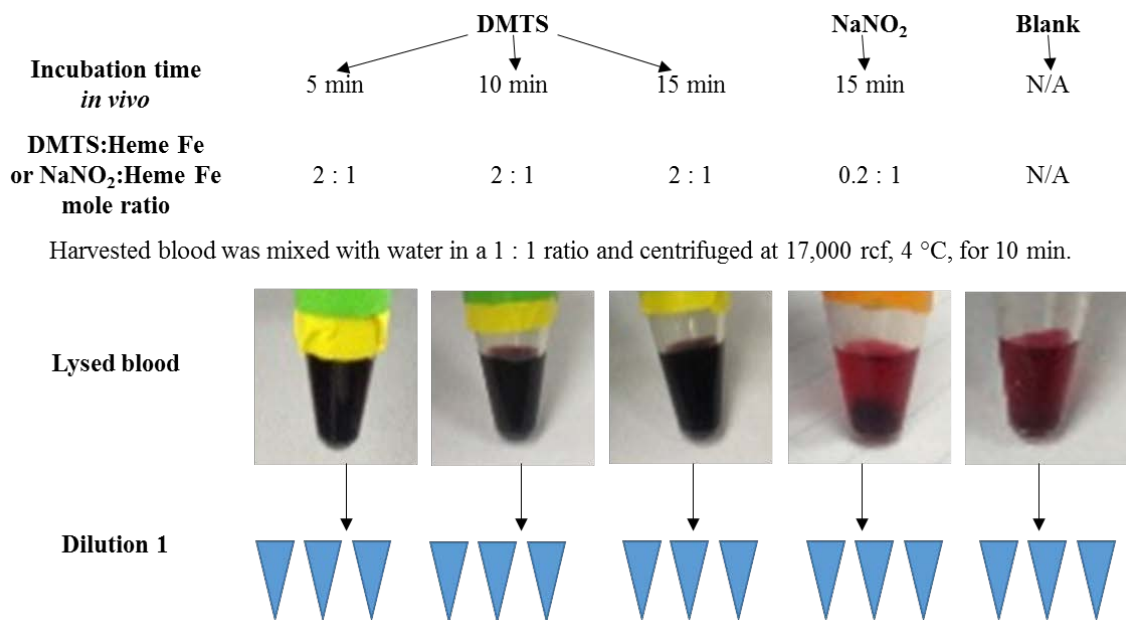 DMTS NaNO₂ Blank
Incubation time
in vivo
5 min 10 min 15 min 15 min N/A
DMTS:Heme Fe
or NaNO₂:Heme Fe
mole ratio
2 : 1 2 : 1 2 : 1 0.2 : 1 N/A
Harvested blood was mixed with water in a 1 : 1 ratio and centrifuged at 17,000 rcf, 4 °C, for 10 min.
Lysed blood
Dilution 1